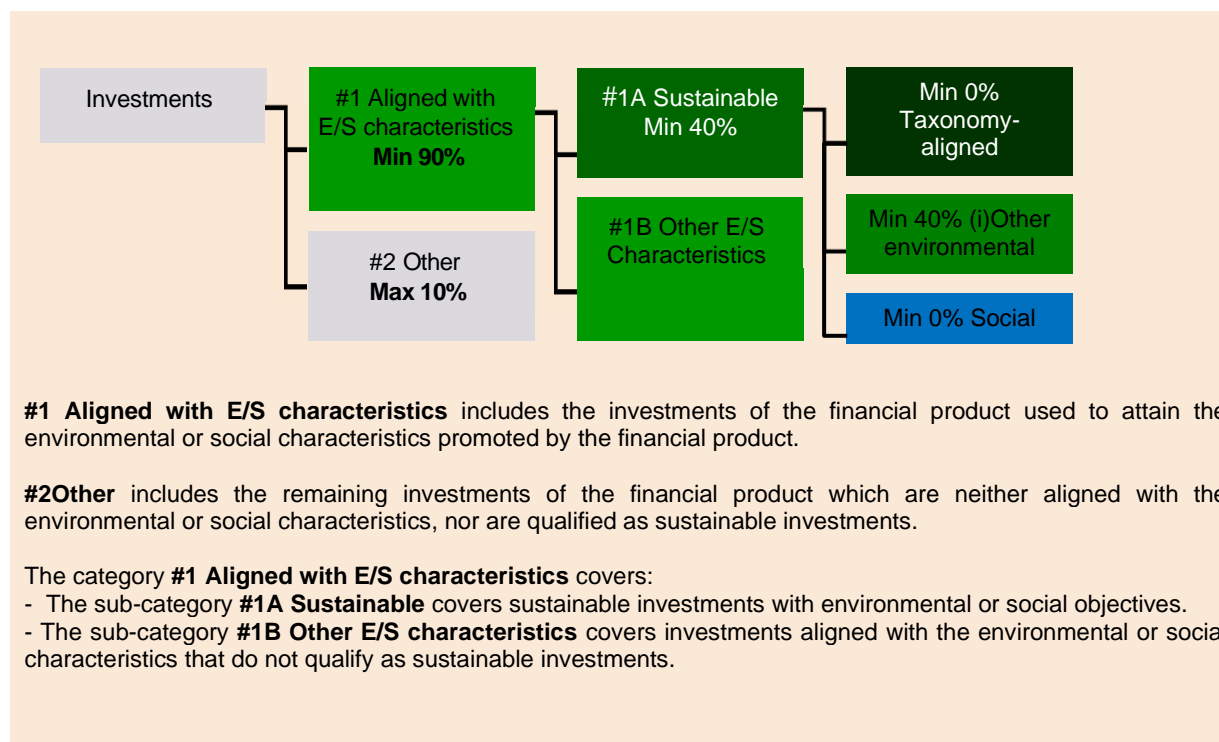 Investments
#1 Aligned with
E/S characteristics
Min 90%
#2 Other
Max 10%
#1A Sustainable
Min 40%
#1B Other E/S
Characteristics
Min 0%
Taxonomy-
aligned
Min 40% (i)Other
environmental
Min 0% Social
#1 Aligned with E/S characteristics includes the investments of the financial product used to attain the
environmental or social characteristics promoted by the financial product.
#2Other includes the remaining investments of the financial product which are neither aligned with the
environmental or social characteristics, nor are qualified as sustainable investments.
The category #1 Aligned with E/S characteristics covers:
- The sub-category #1A Sustainable covers sustainable investments with environmental or social objectives.
- The sub-category #1B Other E/S characteristics covers investments aligned with the environmental or social
characteristics that do not qualify as sustainable investments.